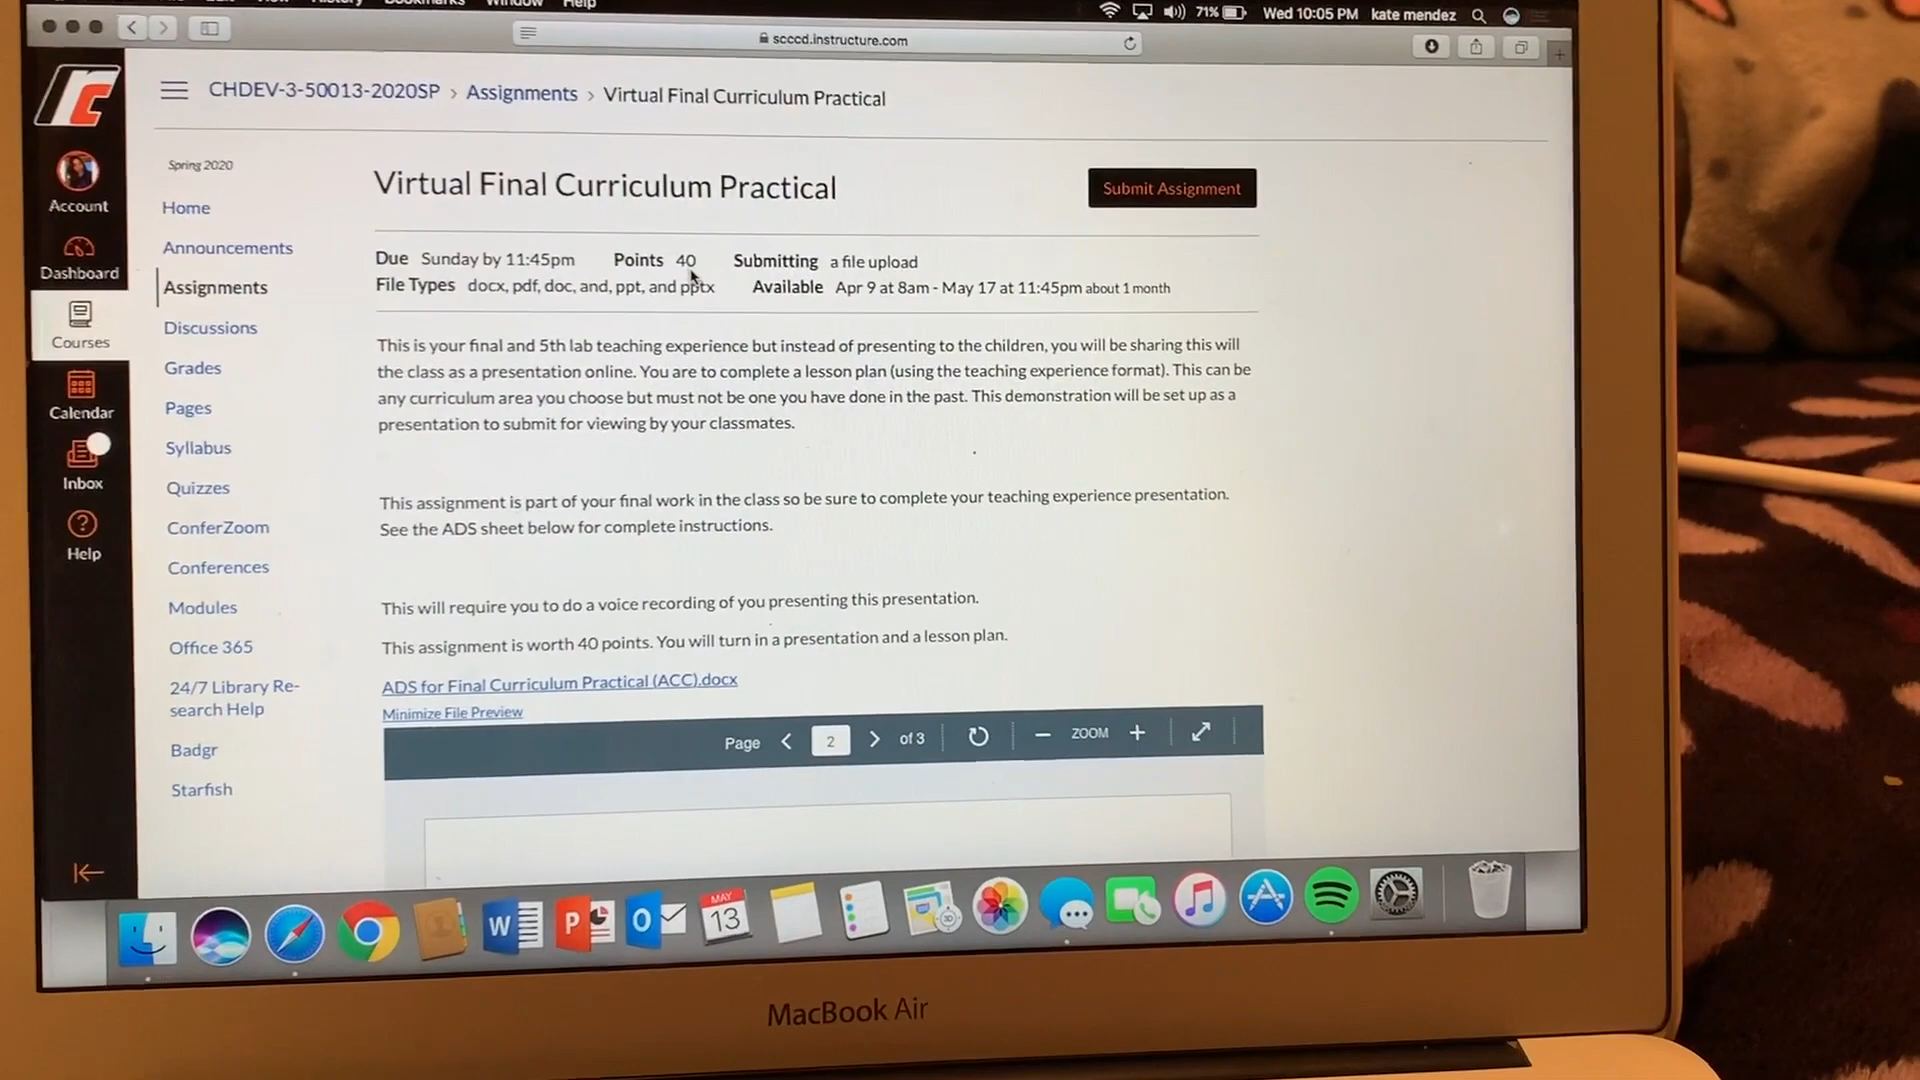 Bookmarks Window Help
71% Wed 10:05 PM kate mendez
scccd.instructure.com
rc
CHDEV-3-50013-2020SP > Assignments > Virtual Final Curriculum Practical
Account
Dashboard
Courses
Calendar
Inbox
Help
Spring 2020
Home
Announcements
Assignments
Discussions
Grades
Pages
Syllabus
Quizzes
ConferZoom
Conferences
Modules
Office 365
24/7 Library Re-
search Help
Badgr
Starfish
Virtual Final Curriculum Practical
Submit Assignment
Due Sunday by 11:45pm Points 40 Submitting a file upload
File Types docx, pdf, doc, and, ppt, and pptx Available Apr 9 at 8am - May 17 at 11:45pm about 1 month
This is your final and 5th lab teaching experience but instead of presenting to the children, you will be sharing this will
the class as a presentation online. You are to complete a lesson plan (using the teaching experience format). This can be
any curriculum area you choose but must not be one you have done in the past. This demonstration will be set up as a
presentation to submit for viewing by your classmates.
This assignment is part of your final work in the class so be sure to complete your teaching experience presentation.
See the ADS sheet below for complete instructions.
This will require you to do a voice recording of you presenting this presentation.
This assignment is worth 40 points. You will turn in a presentation and a lesson plan.
ADS for Final Curriculum Practical (ACC).docx
Minimize File Preview
Page < 2 > of 3 — ZOOM +
W
P
O
MAY
13
3D
MacBook Air